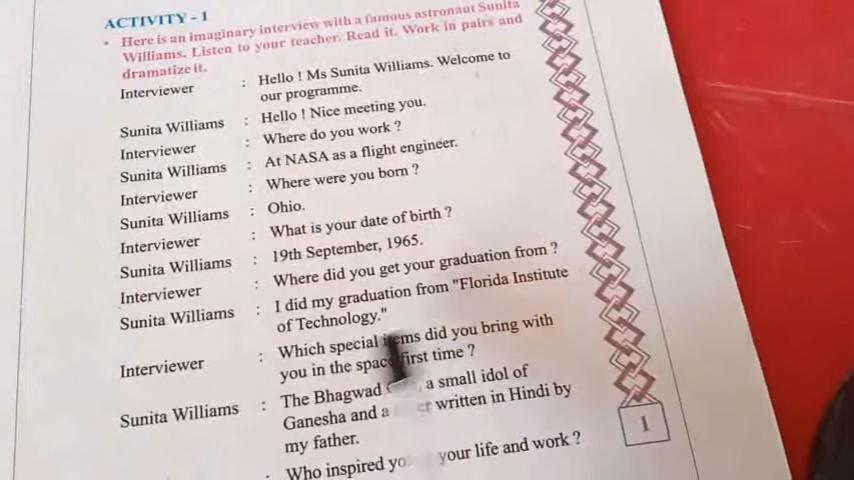 ACTIVITY - 1
• Here is an imaginary interview with a famous astronaut Sunita
Williams. Listen to your teacher. Read it. Work in pairs and
dramatize it.
Interviewer : Hello ! Ms Sunita Williams. Welcome to
our programme.
Sunita Williams : Hello ! Nice meeting you.
Interviewer : Where do you work ?
Sunita Williams : At NASA as a flight engineer.
Interviewer : Where were you born ?
Sunita Williams : Ohio.
Interviewer : What is your date of birth ?
Sunita Williams : 19th September, 1965.
Interviewer : Where did you get your graduation from ?
Sunita Williams : I did my graduation from "Florida Institute
of Technology."
Interviewer : Which special items did you bring with
you in the space first time ?
Sunita Williams : The Bhagwad a small idol of
Ganesha and a written in Hindi by
my father.
: Who inspired your life and work ?
1